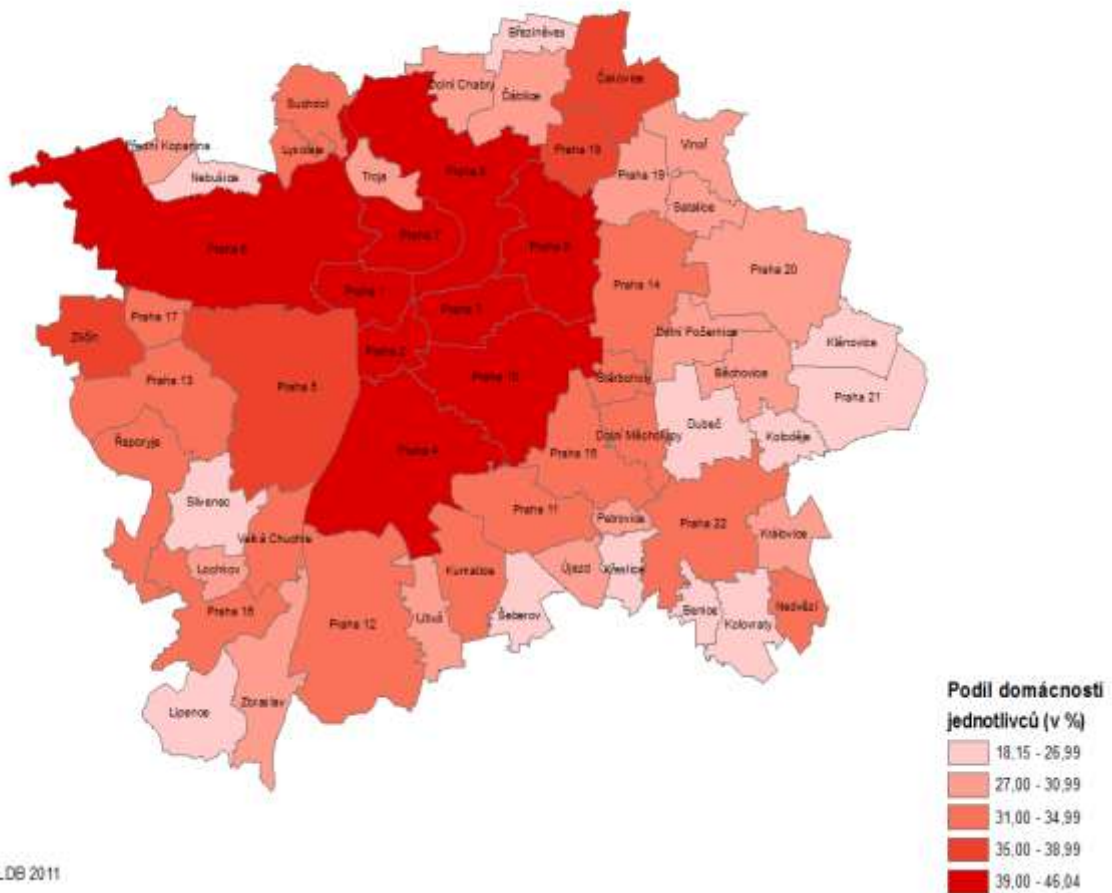 Březiněves
Čakovice
Dolní Chabry
Ďáblice
Suchdol
Přední Kopanina
Lysolaje
Nebušice
Troja
Praha 8
Praha 18
Praha 19
Vinoř
Satalice
Praha 7
Praha 6
Praha 9
Praha 20
Praha 14
Praha 1
Praha 3
Praha 17
Zličín
Praha 2
Praha 10
Dolní Počernice
Klánovice
Praha 13
Praha 5
Štěrboholy
Běchovice
Praha 21
Řeporyje
Praha 4
Dubeč
Koloděje
Dolní Měcholupy
Praha 15
Slivenec
Praha 11
Petrovice
Praha 22
Královice
Velká Chuchle
Lochkov
Kunratice
Újezd
Křeslice
Praha 16
Praha 12
Libuš
Šeberov
Benice
Kolovraty
Nedvězí
Lipence
Zbraslav
Podíl domácností
jednotlivců (v %)
18,15 - 26,99
27,00 - 30,99
31,00 - 34,99
35,00 - 38,99
39,00 - 46,04
LDB 2011